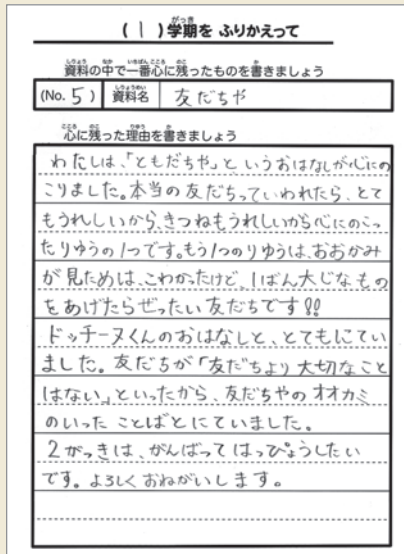 (1)学期を ふりかえって
資料の中で一番心に残ったものを書きましょう
(No. 5) 資料名 友だちや
心に残った理由を書きましょう
わたしは、「ともだちや」と、いうおはなしが心にの
こりました。本当の友だちっていわれたら、とて
もうれしいから、きつねもうれしいから心にのこっ
たりゆうの1つです。もう1つのりゆうは、おおかみ
が見ためは、こわかったけど、1ばん大じなもの
をあげたらぜったい友だちです!!
ドッチーヌくんのおはなしと、とてもにてい
ました。友だちが「友だちより大切なこと
はない」といったから、友だちやのオオカミ
のいった ことばとにていました。
2がっきは、がんばってはっぴょうしたい
です。よろしくおねがいします。